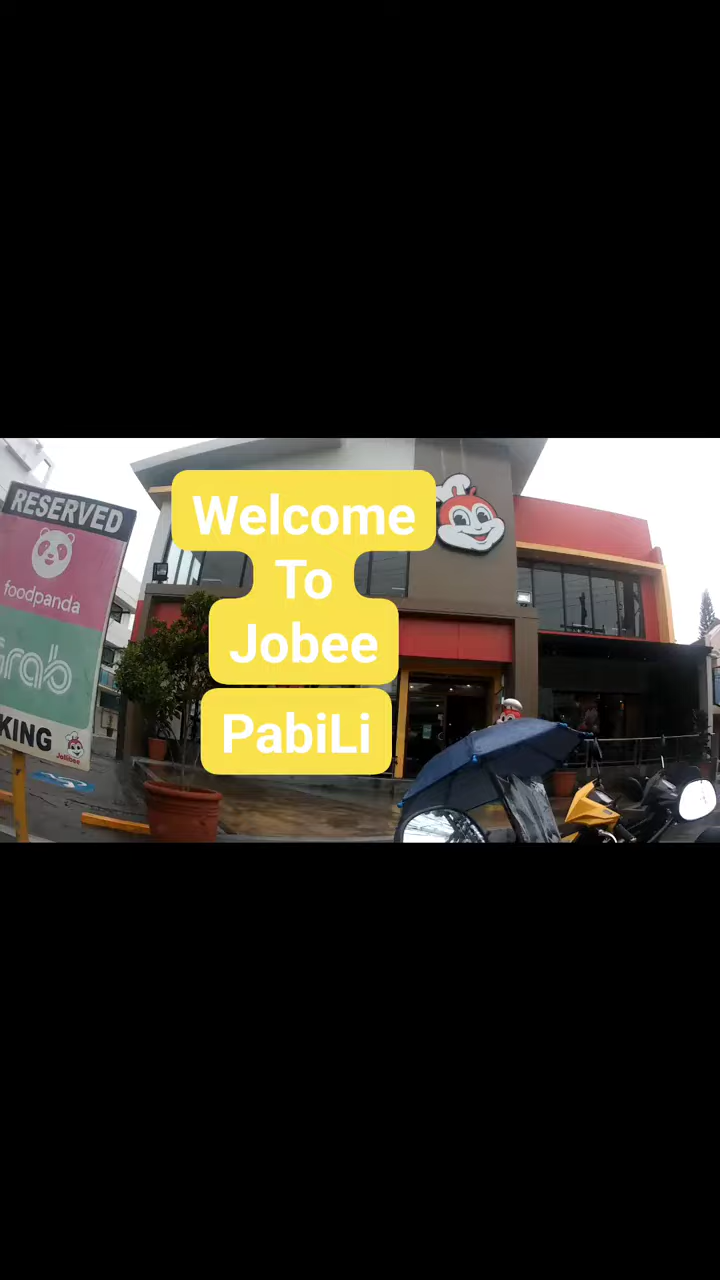 Welcome
To
Jobee
PabiLi
RESERVED
foodpanda
Grab
KING
Jollibee